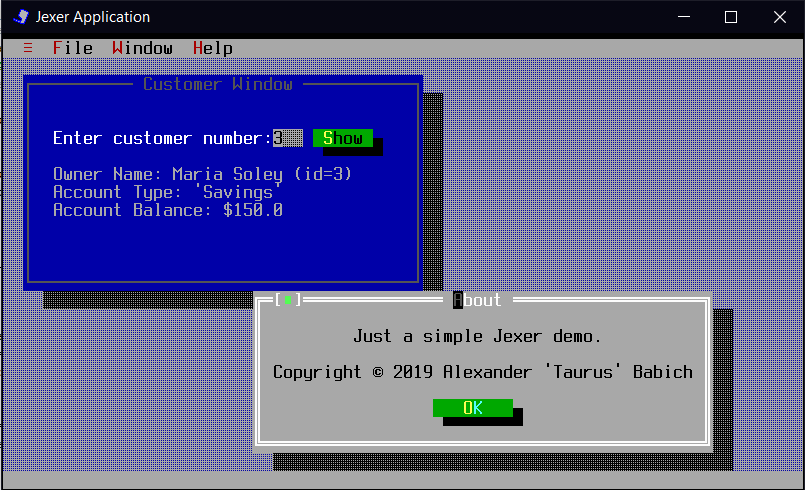 Jexer Application
≡ File Window Help
Customer Window
Enter customer number:3 Show
Owner Name: Maria Soley (id=3)
Account Type: 'Savings'
Account Balance: $150.0
[■] About
Just a simple Jexer demo.
Copyright © 2019 Alexander 'Taurus' Babich
OK